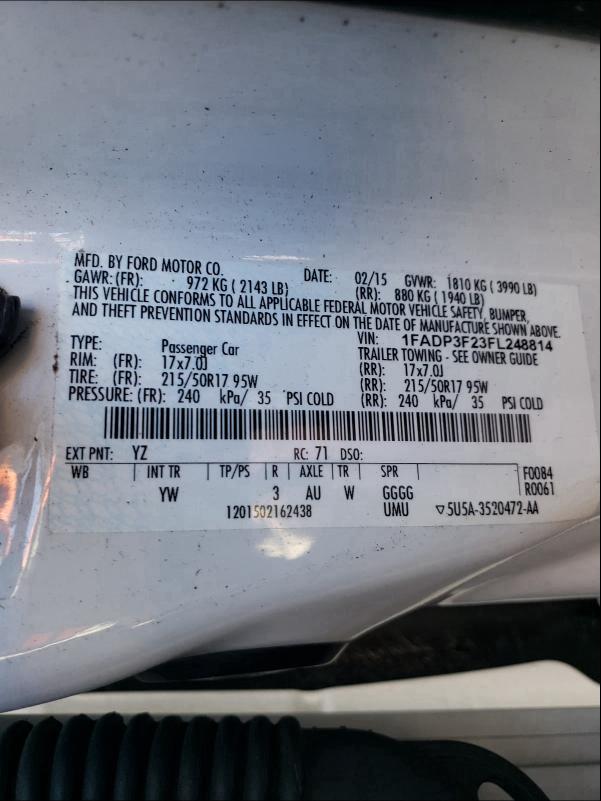 MFD. BY FORD MOTOR CO. DATE: 02/15 GVWR: 1810 KG ( 3990 LB)
GAWR: (FR): 972 KG ( 2143 LB) (RR): 880 KG ( 1940 LB)
THIS VEHICLE CONFORMS TO ALL APPLICABLE FEDERAL MOTOR VEHICLE SAFETY, BUMPER,
AND THEFT PREVENTION STANDARDS IN EFFECT ON THE DATE OF MANUFACTURE SHOWN ABOVE.
VIN: 1FADP3F23FL248814
TYPE: Passenger Car TRAILER TOWING - SEE OWNER GUIDE
RIM: (FR): 17x7.0J (RR): 17x7.0J
TIRE: (FR): 215/50R17 95W (RR): 215/50R17 95W
PRESSURE: (FR): 240 kPa/ 35 PSI COLD (RR): 240 kPa/ 35 PSI COLD
EXT PNT: YZ RC: 71 DSO:
WB INT TR TP/PS R AXLE TR SPR F0084
YW 3 AU W GGGG R0061
1201502162438 UMU ▽5U5A-3520472-AA